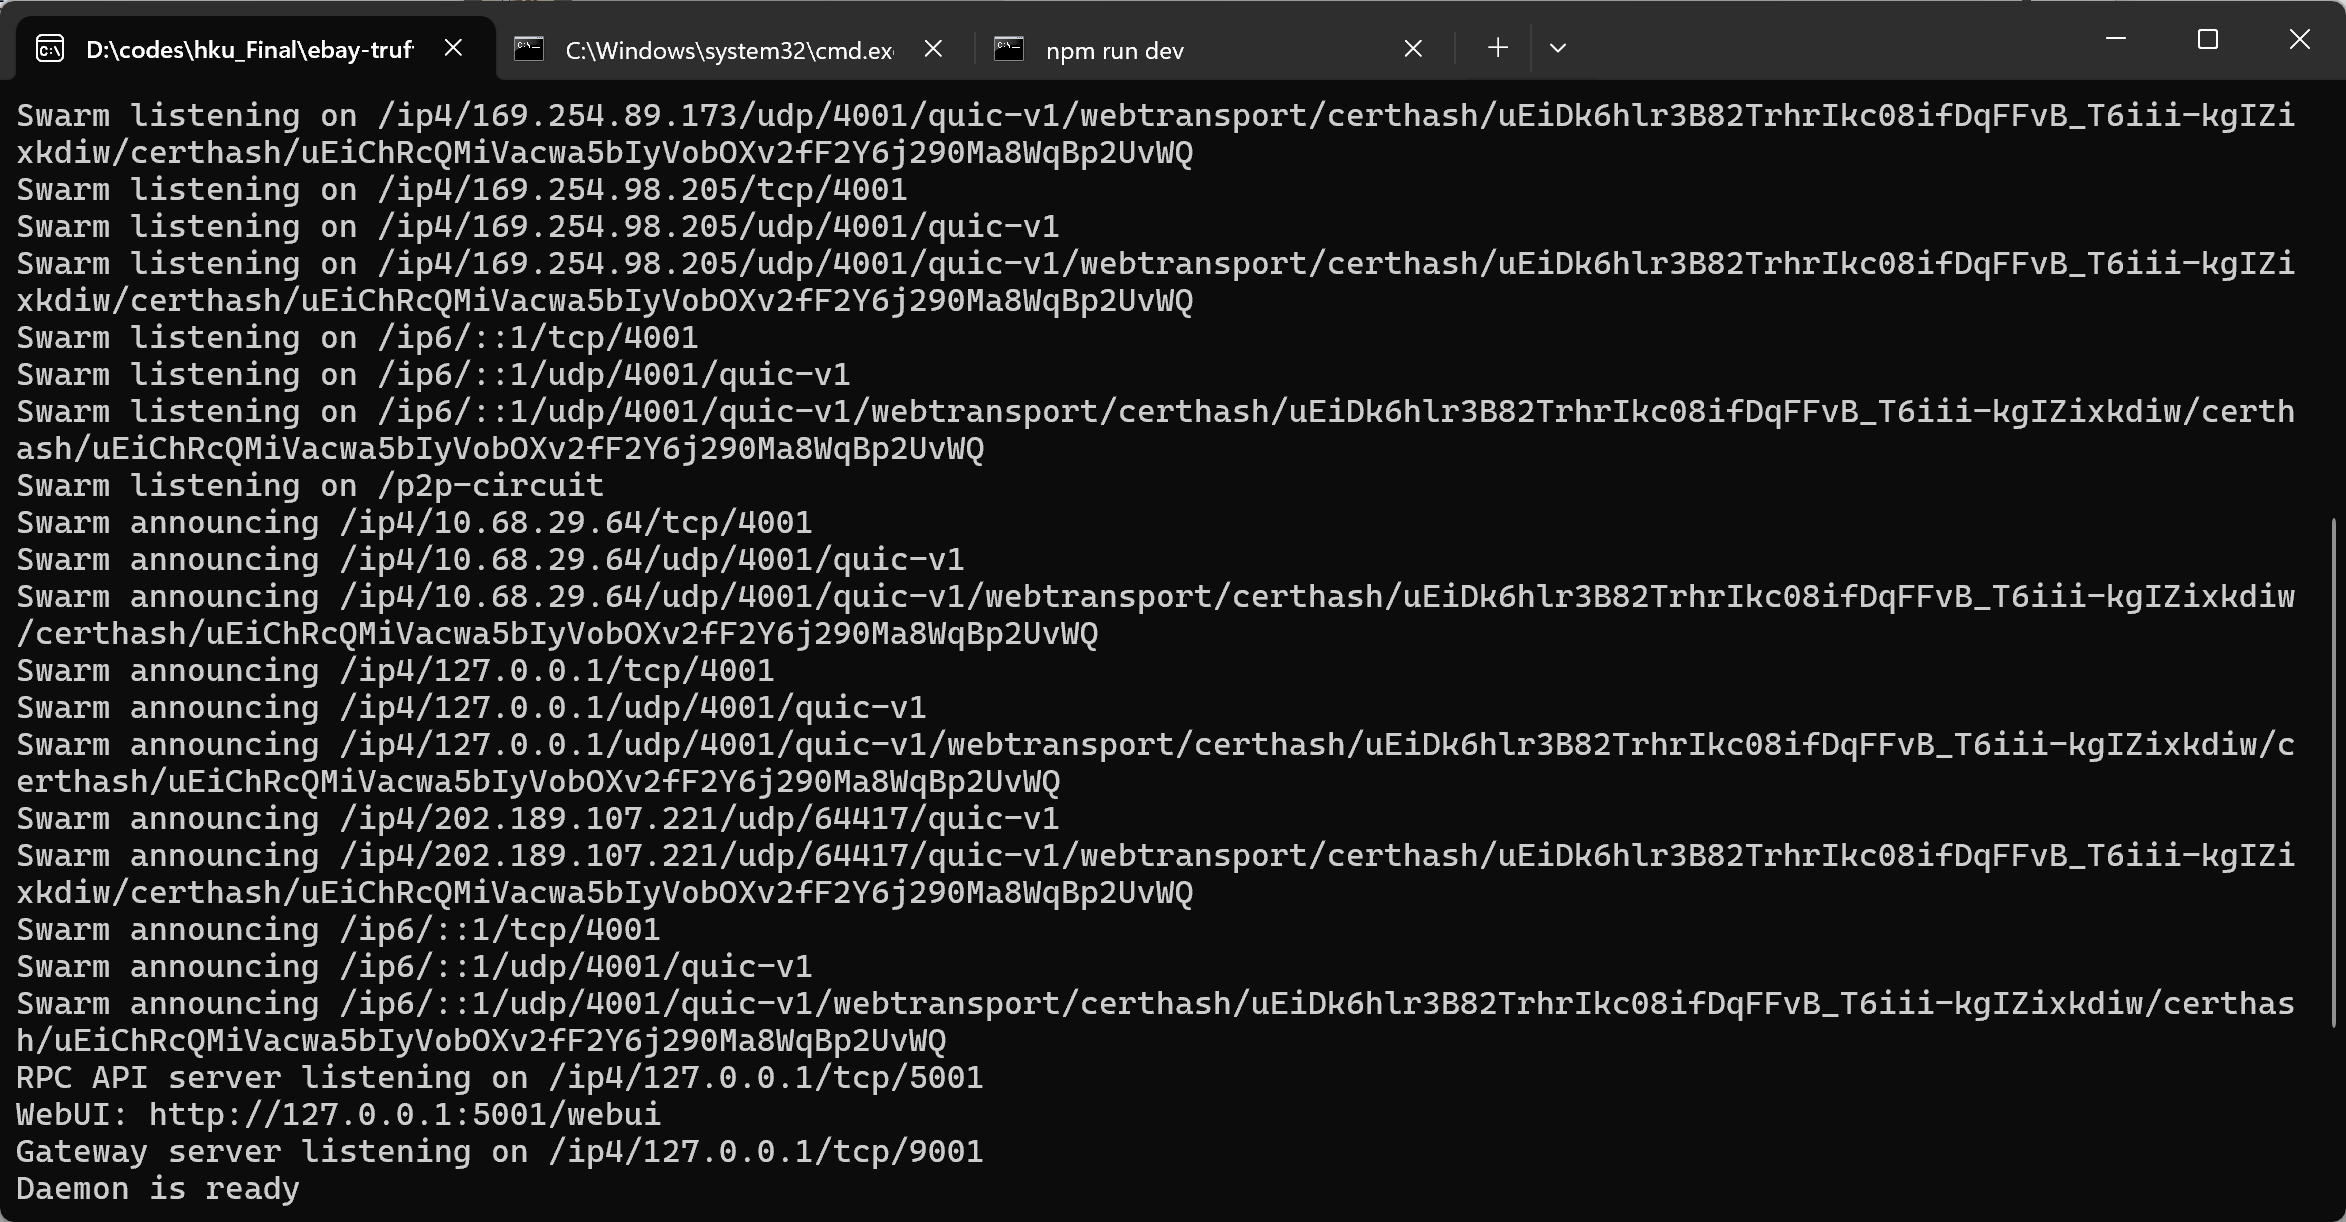 D:\codes\hku_Final\ebay-truf
C:\Windows\system32\cmd.ex
npm run dev
Swarm listening on /ip4/169.254.89.173/udp/4001/quic-v1/webtransport/certhash/uEiDk6hlr3B82TrhrIkc08ifDqFFvB_T6iii-kgIZi
xkdiw/certhash/uEiChRcQMiVacwa5bIyVobOXv2fF2Y6j290Ma8WqBp2UvWQ
Swarm listening on /ip4/169.254.98.205/tcp/4001
Swarm listening on /ip4/169.254.98.205/udp/4001/quic-v1
Swarm listening on /ip4/169.254.98.205/udp/4001/quic-v1/webtransport/certhash/uEiDk6hlr3B82TrhrIkc08ifDqFFvB_T6iii-kgIZi
xkdiw/certhash/uEiChRcQMiVacwa5bIyVobOXv2fF2Y6j290Ma8WqBp2UvWQ
Swarm listening on /ip6/::1/tcp/4001
Swarm listening on /ip6/::1/udp/4001/quic-v1
Swarm listening on /ip6/::1/udp/4001/quic-v1/webtransport/certhash/uEiDk6hlr3B82TrhrIkc08ifDqFFvB_T6iii-kgIZixkdiw/certh
ash/uEiChRcQMiVacwa5bIyVobOXv2fF2Y6j290Ma8WqBp2UvWQ
Swarm listening on /p2p-circuit
Swarm announcing /ip4/10.68.29.64/tcp/4001
Swarm announcing /ip4/10.68.29.64/udp/4001/quic-v1
Swarm announcing /ip4/10.68.29.64/udp/4001/quic-v1/webtransport/certhash/uEiDk6hlr3B82TrhrIkc08ifDqFFvB_T6iii-kgIZixkdiw
/certhash/uEiChRcQMiVacwa5bIyVobOXv2fF2Y6j290Ma8WqBp2UvWQ
Swarm announcing /ip4/127.0.0.1/tcp/4001
Swarm announcing /ip4/127.0.0.1/udp/4001/quic-v1
Swarm announcing /ip4/127.0.0.1/udp/4001/quic-v1/webtransport/certhash/uEiDk6hlr3B82TrhrIkc08ifDqFFvB_T6iii-kgIZixkdiw/c
erthash/uEiChRcQMiVacwa5bIyVobOXv2fF2Y6j290Ma8WqBp2UvWQ
Swarm announcing /ip4/202.189.107.221/udp/64417/quic-v1
Swarm announcing /ip4/202.189.107.221/udp/64417/quic-v1/webtransport/certhash/uEiDk6hlr3B82TrhrIkc08ifDqFFvB_T6iii-kgIZi
xkdiw/certhash/uEiChRcQMiVacwa5bIyVobOXv2fF2Y6j290Ma8WqBp2UvWQ
Swarm announcing /ip6/::1/tcp/4001
Swarm announcing /ip6/::1/udp/4001/quic-v1
Swarm announcing /ip6/::1/udp/4001/quic-v1/webtransport/certhash/uEiDk6hlr3B82TrhrIkc08ifDqFFvB_T6iii-kgIZixkdiw/certhas
h/uEiChRcQMiVacwa5bIyVobOXv2fF2Y6j290Ma8WqBp2UvWQ
RPC API server listening on /ip4/127.0.0.1/tcp/5001
WebUI: http://127.0.0.1:5001/webui
Gateway server listening on /ip4/127.0.0.1/tcp/9001
Daemon is ready